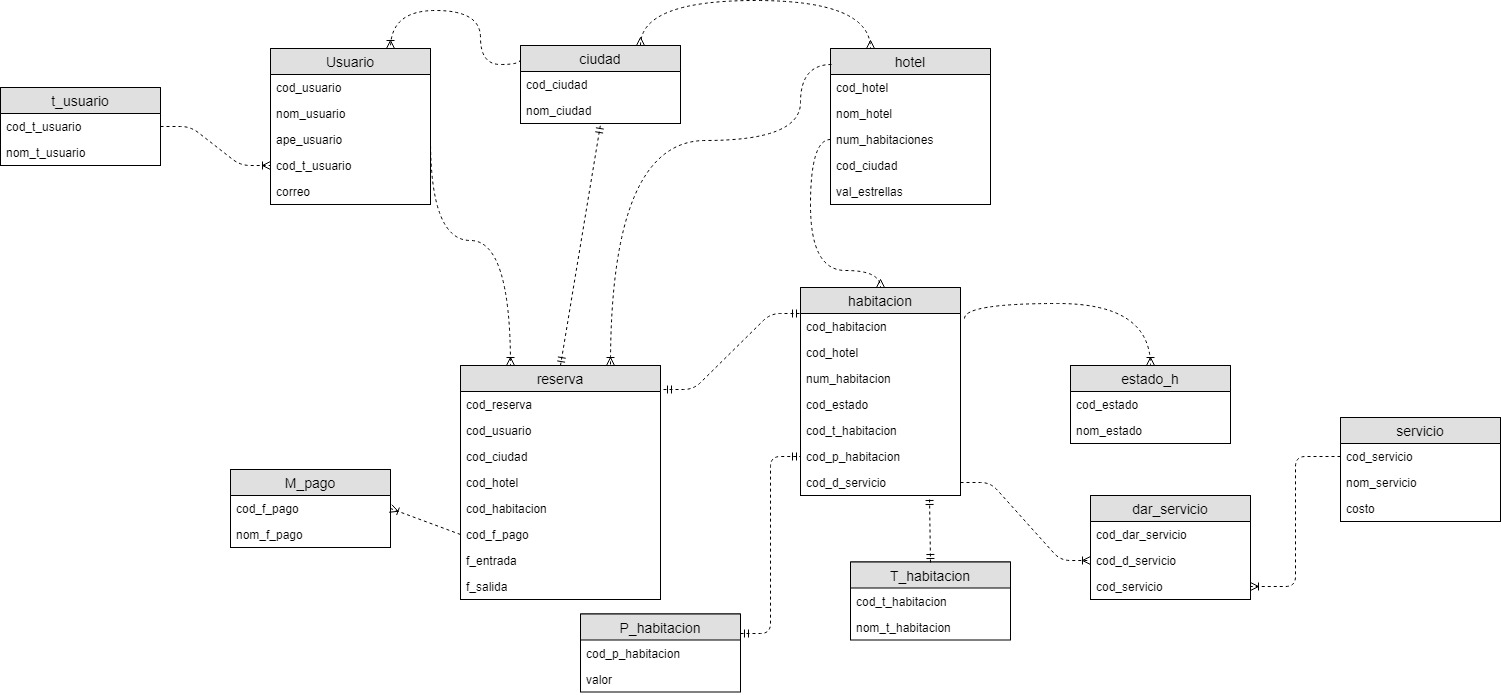 t_usuario
cod_t_usuario
nom_t_usuario
Usuario
cod_usuario
nom_usuario
ape_usuario
cod_t_usuario
correo
ciudad
cod_ciudad
nom_ciudad
hotel
cod_hotel
nom_hotel
num_habitaciones
cod_ciudad
val_estrellas
habitacion
cod_habitacion
cod_hotel
num_habitacion
cod_estado
cod_t_habitacion
cod_p_habitacion
cod_d_servicio
reserva
cod_reserva
cod_usuario
cod_ciudad
cod_hotel
cod_habitacion
cod_f_pago
f_entrada
f_salida
estado_h
cod_estado
nom_estado
servicio
cod_servicio
nom_servicio
costo
M_pago
cod_f_pago
nom_f_pago
dar_servicio
cod_dar_servicio
cod_d_servicio
cod_servicio
T_habitacion
cod_t_habitacion
nom_t_habitacion
P_habitacion
cod_p_habitacion
valor